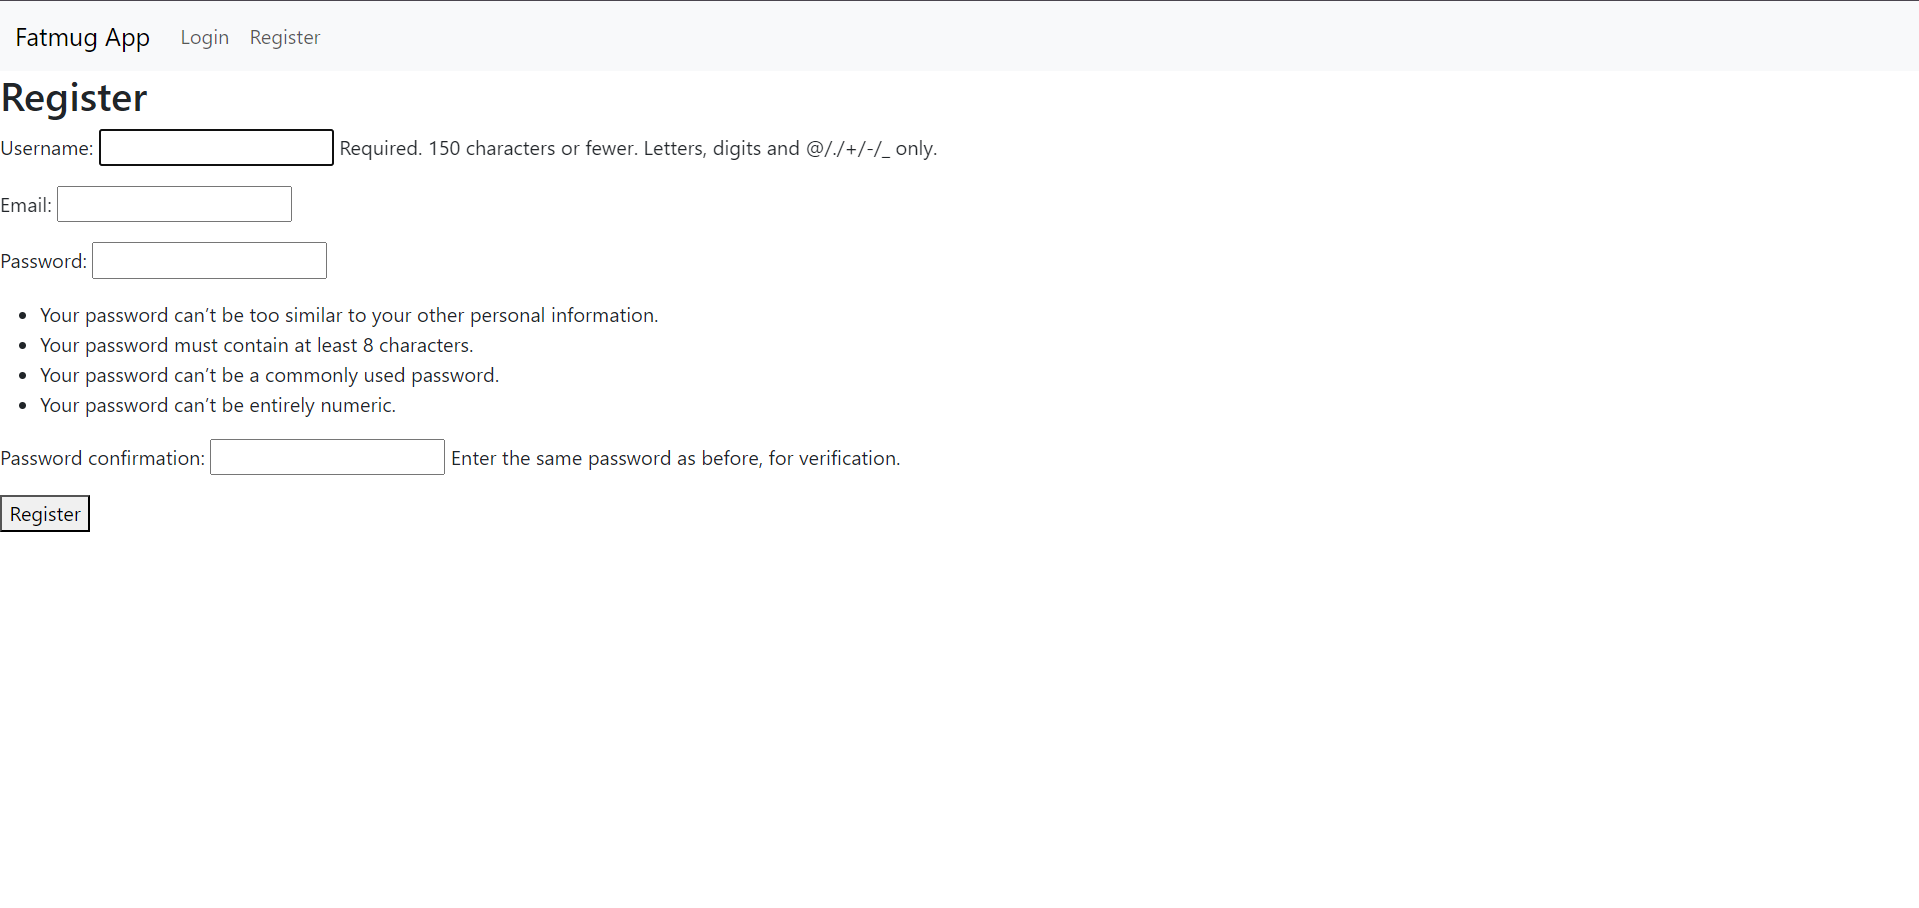 Fatmug App Login Register
Register
Username: Required. 150 characters or fewer. Letters, digits and @/./+/-/_ only.
Email:
Password:
Your password can’t be too similar to your other personal information.
Your password must contain at least 8 characters.
Your password can’t be a commonly used password.
Your password can’t be entirely numeric.
Password confirmation: Enter the same password as before, for verification.
Register